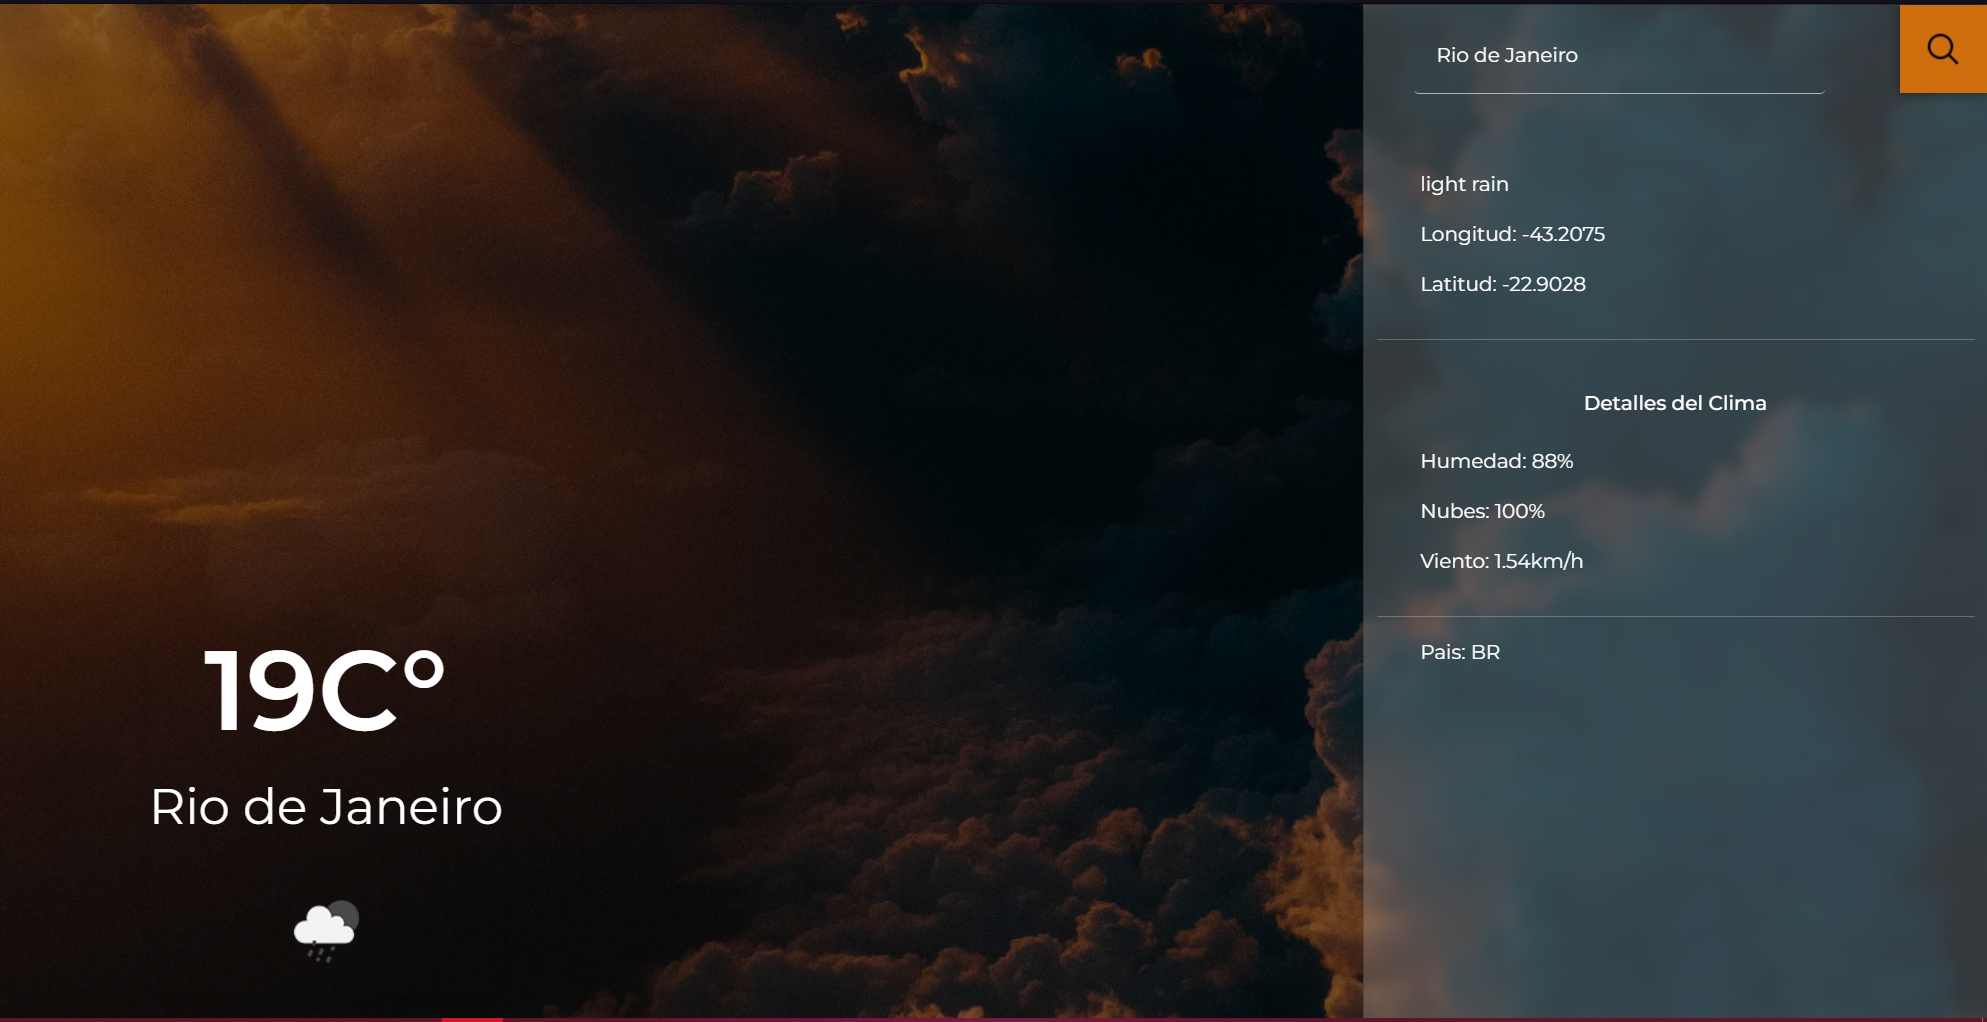 Rio de Janeiro
light rain
Longitud: -43.2075
Latitud: -22.9028
Detalles del Clima
Humedad: 88%
Nubes: 100%
Viento: 1.54km/h
Pais: BR
19C°
Rio de Janeiro